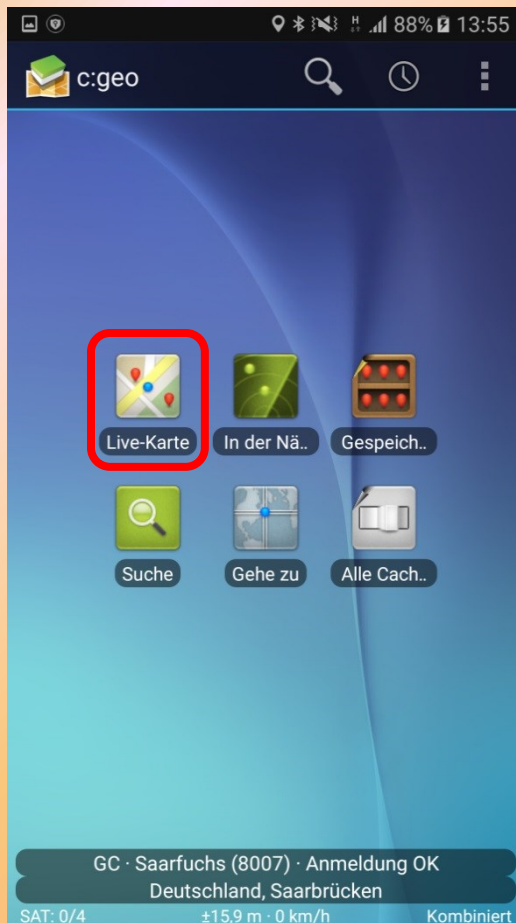 88% 13:55
c:geo
Live-Karte In der Nä.. Gespeich..
Suche Gehe zu Alle Cach..
GC · Saarfuchs (8007) · Anmeldung OK
Deutschland, Saarbrücken
SAT: 0/4 ±15,9 m · 0 km/h Kombiniert